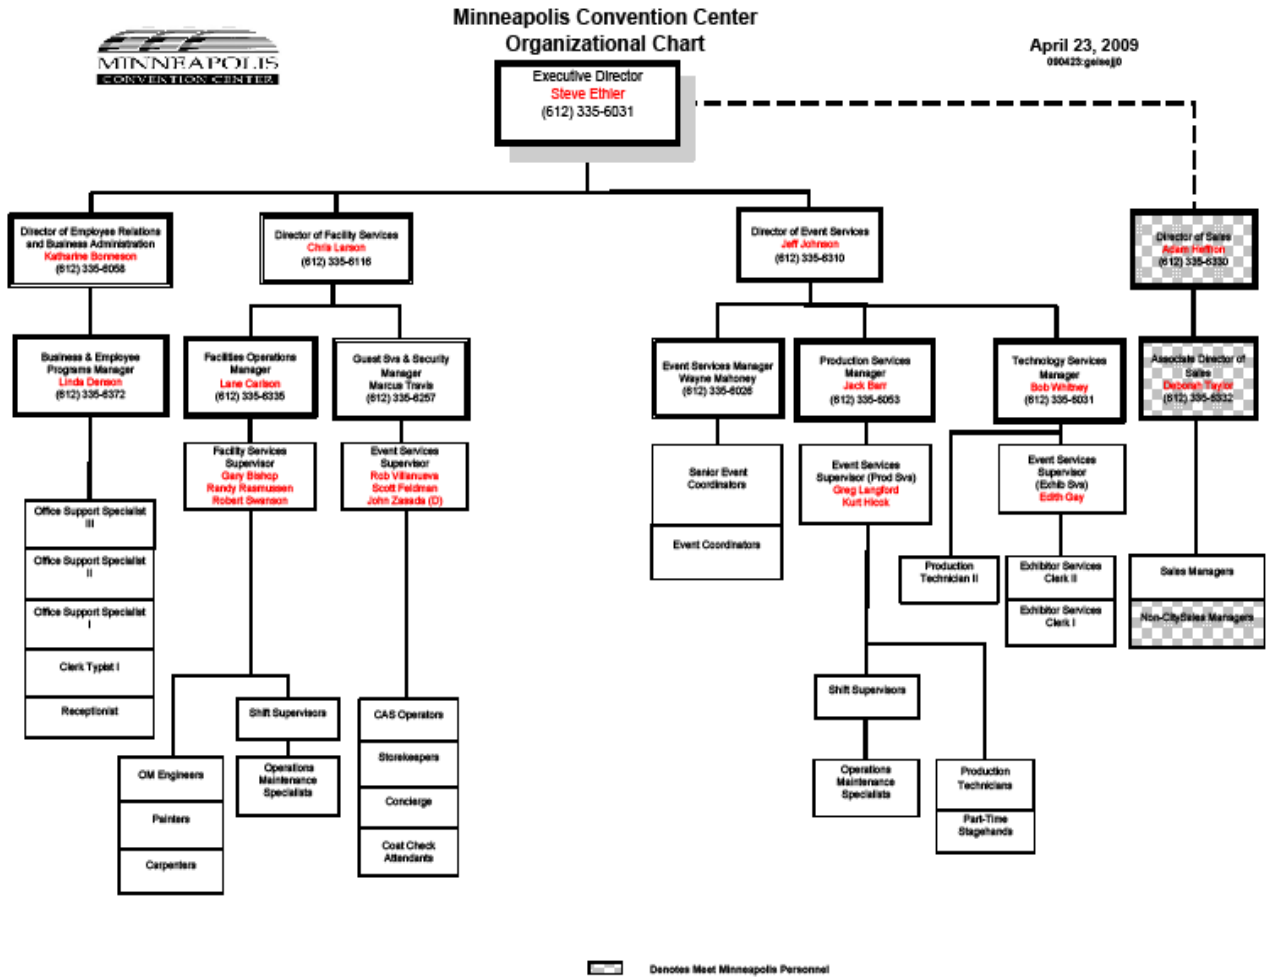 Minneapolis Convention Center
Organizational Chart
April 23, 2009
MINNEAPOLIS
CONVENTION CENTER
Executive Director
Steve Ethier
(612) 335-6031
Director of Employee Relations
and Business Administration
Katharine Bonneson
(612) 335-6058
Director of Facility Services
Chris Larson
(612) 335-6116
Director of Event Services
Jeff Johnson
(612) 335-6310
Director of Sales
Adam Heffron
(612) 335-6330
Business & Employee
Programs Manager
Linda Denson
(612) 335-6372
Facilities Operations
Manager
Lane Carlson
(612) 335-6335
Guest Svs & Security
Manager
Marcus Travis
(612) 335-6257
Event Services Manager
Wayne Mahoney
(612) 335-6026
Production Services
Manager
Jack Barr
(612) 335-6053
Technology Services
Manager
Bob Whitney
(612) 335-6031
Associate Director of
Sales
Deborah Taylor
(612) 335-6332
Facility Services
Supervisor
Gary Bishop
Randy Rasmussen
Robert Swanson
Event Services
Supervisor
Rob Villanueva
Scott Feldman
John Zasada (D)
Senior Event
Coordinators
Event Coordinators
Event Services
Supervisor (Prod Svs)
Greg Langford
Kurt Hicok
Event Services
Supervisor
(Exhib Svs)
Edith Gay
Office Support Specialist
III
Office Support Specialist
II
Office Support Specialist
I
Clerk Typist I
Receptionist
Production
Technician II
Exhibitor Services
Clerk II
Exhibitor Services
Clerk I
Sales Managers
Non-CitySales Managers
Shift Supervisors
Operations
Maintenance
Specialists
OM Engineers
Painters
Carpenters
CAS Operators
Storekeepers
Concierge
Coat Check
Attendants
Shift Supervisors
Operations
Maintenance
Specialists
Production
Technicians
Part-Time
Stagehands
Denotes Meet Minneapolis Personnel